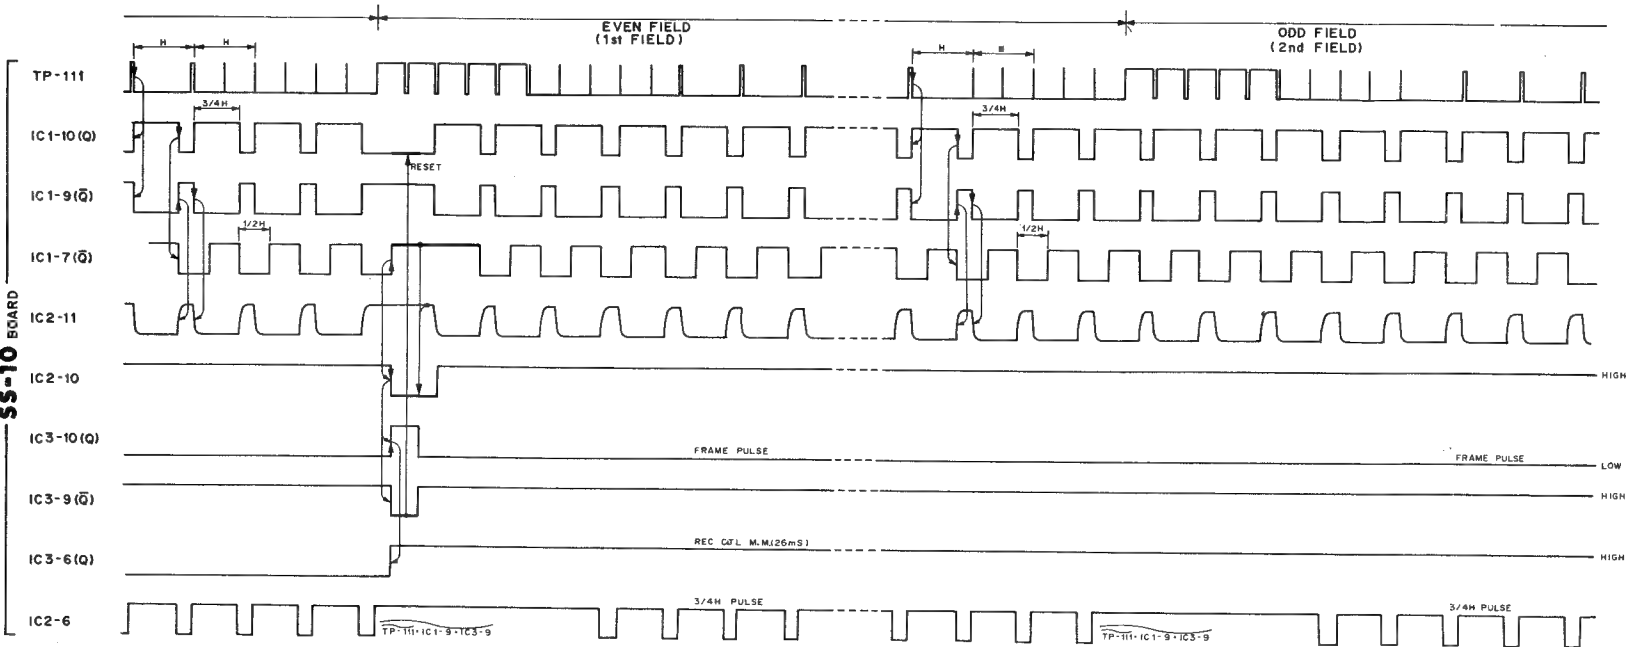 EVEN FIELD
(1st FIELD)
ODD FIELD
(2nd FIELD)
SS-10 BOARD
H H H H
TP-111
3/4H 3/4H
IC1-10(Q)
RESET
IC1-9(Q̅)
1/2H 1/2H
IC1-7(Q̅)
IC2-11
IC2-10 HIGH
IC3-10(Q) FRAME PULSE FRAME PULSE LOW
IC3-9(Q̅) HIGH
IC3-6(Q) REC CTL M.M.(26mS) HIGH
IC2-6 3/4H PULSE 3/4H PULSE
TP-111·IC1-9·IC3-9 TP-111·IC1-9·IC3-9